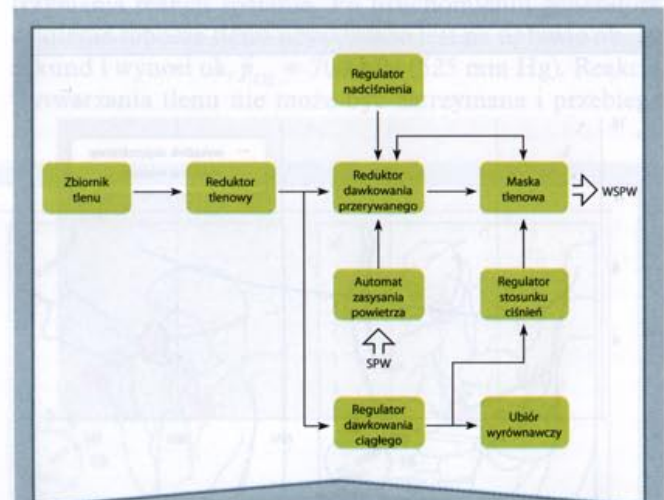 Regulator
nadciśnienia
Zbiornik
tlenu
Reduktor
tlenowy
Reduktor
dawkowania
przerywanego
Maska
tlenowa
WSPW
Automat
zasysania
powietrza
Regulator
stosunku
ciśnień
SPW
Regulator
dawkowania
ciągłego
Ubiór
wyrównawczy